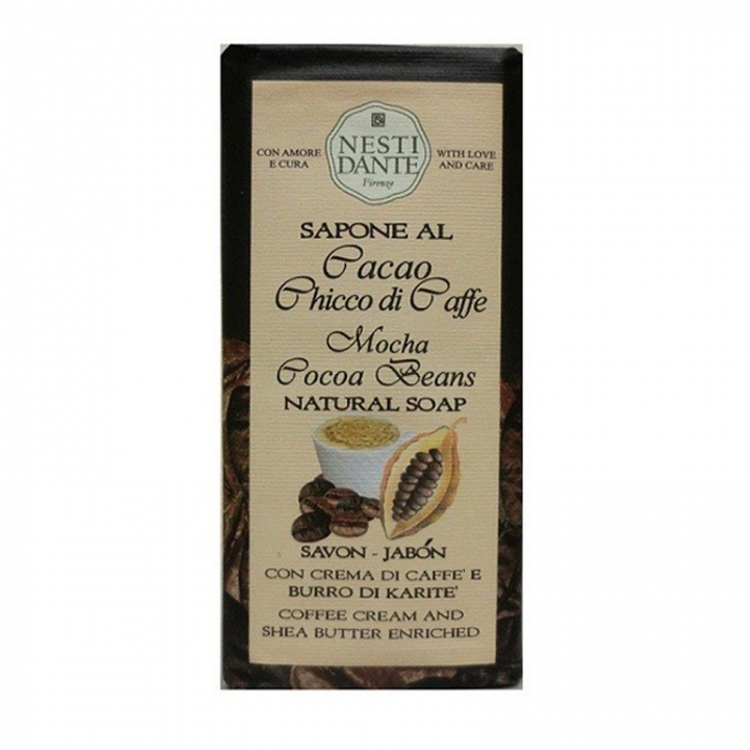 NESTI
DANTE
Firenze
CON AMORE
E CURA
WITH LOVE
AND CARE
SAPONE AL
Cacao
Chicco di Caffe
Mocha
Cocoa Beans
NATURAL SOAP
SAVON - JABÓN
CON CREMA DI CAFFE' E
BURRO DI KARITE'
COFFEE CREAM AND
SHEA BUTTER ENRICHED